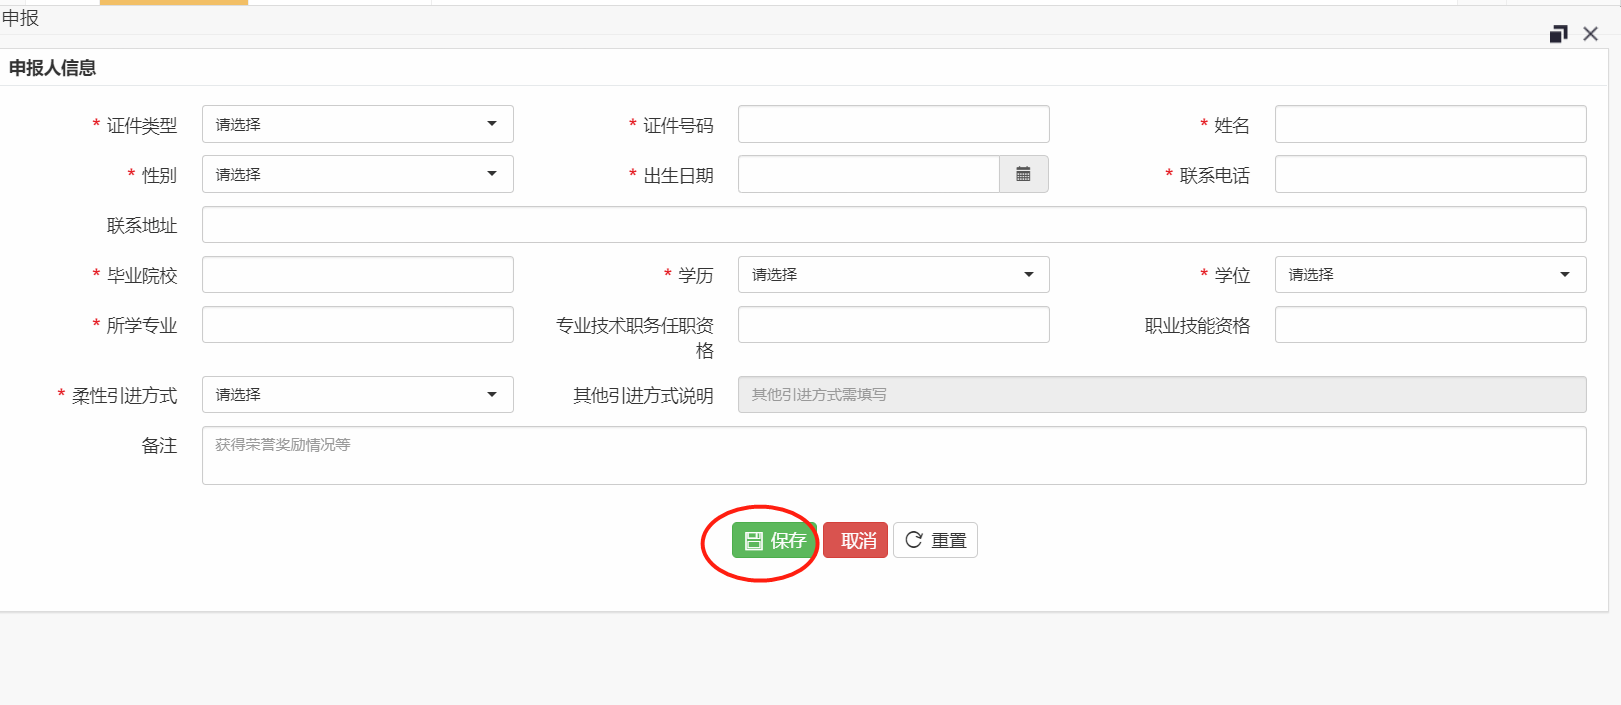 申报
申报人信息
* 证件类型 请选择 * 证件号码 * 姓名
* 性别 请选择 * 出生日期 * 联系电话
联系地址
* 毕业院校 * 学历 请选择 * 学位 请选择
* 所学专业 专业技术职务任职资 职业技能资格
格
* 柔性引进方式 请选择 其他引进方式说明 其他引进方式需填写
备注 获得荣誉奖励情况等
保存 取消 重置